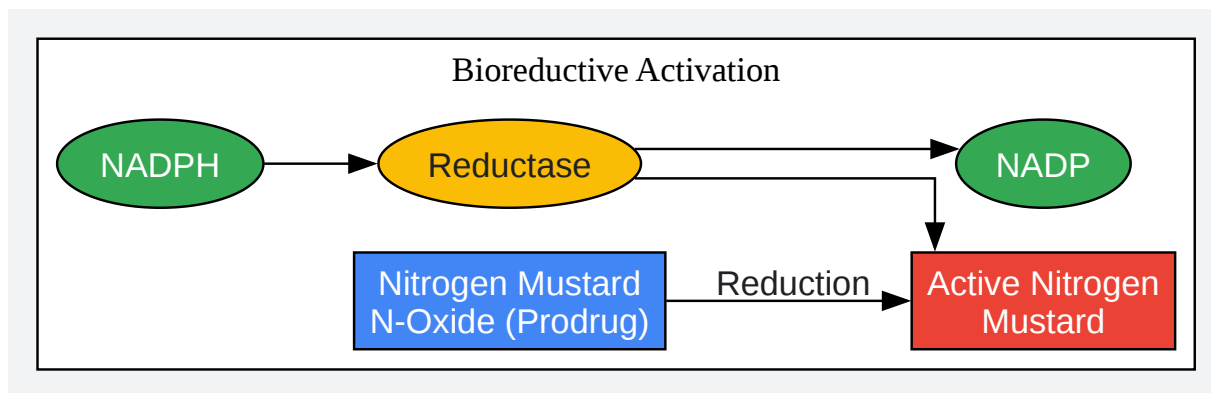 Bioreductive Activation
NADPH
Reductase
NADP
Nitrogen Mustard
N-Oxide (Prodrug)
Reduction
Active Nitrogen
Mustard